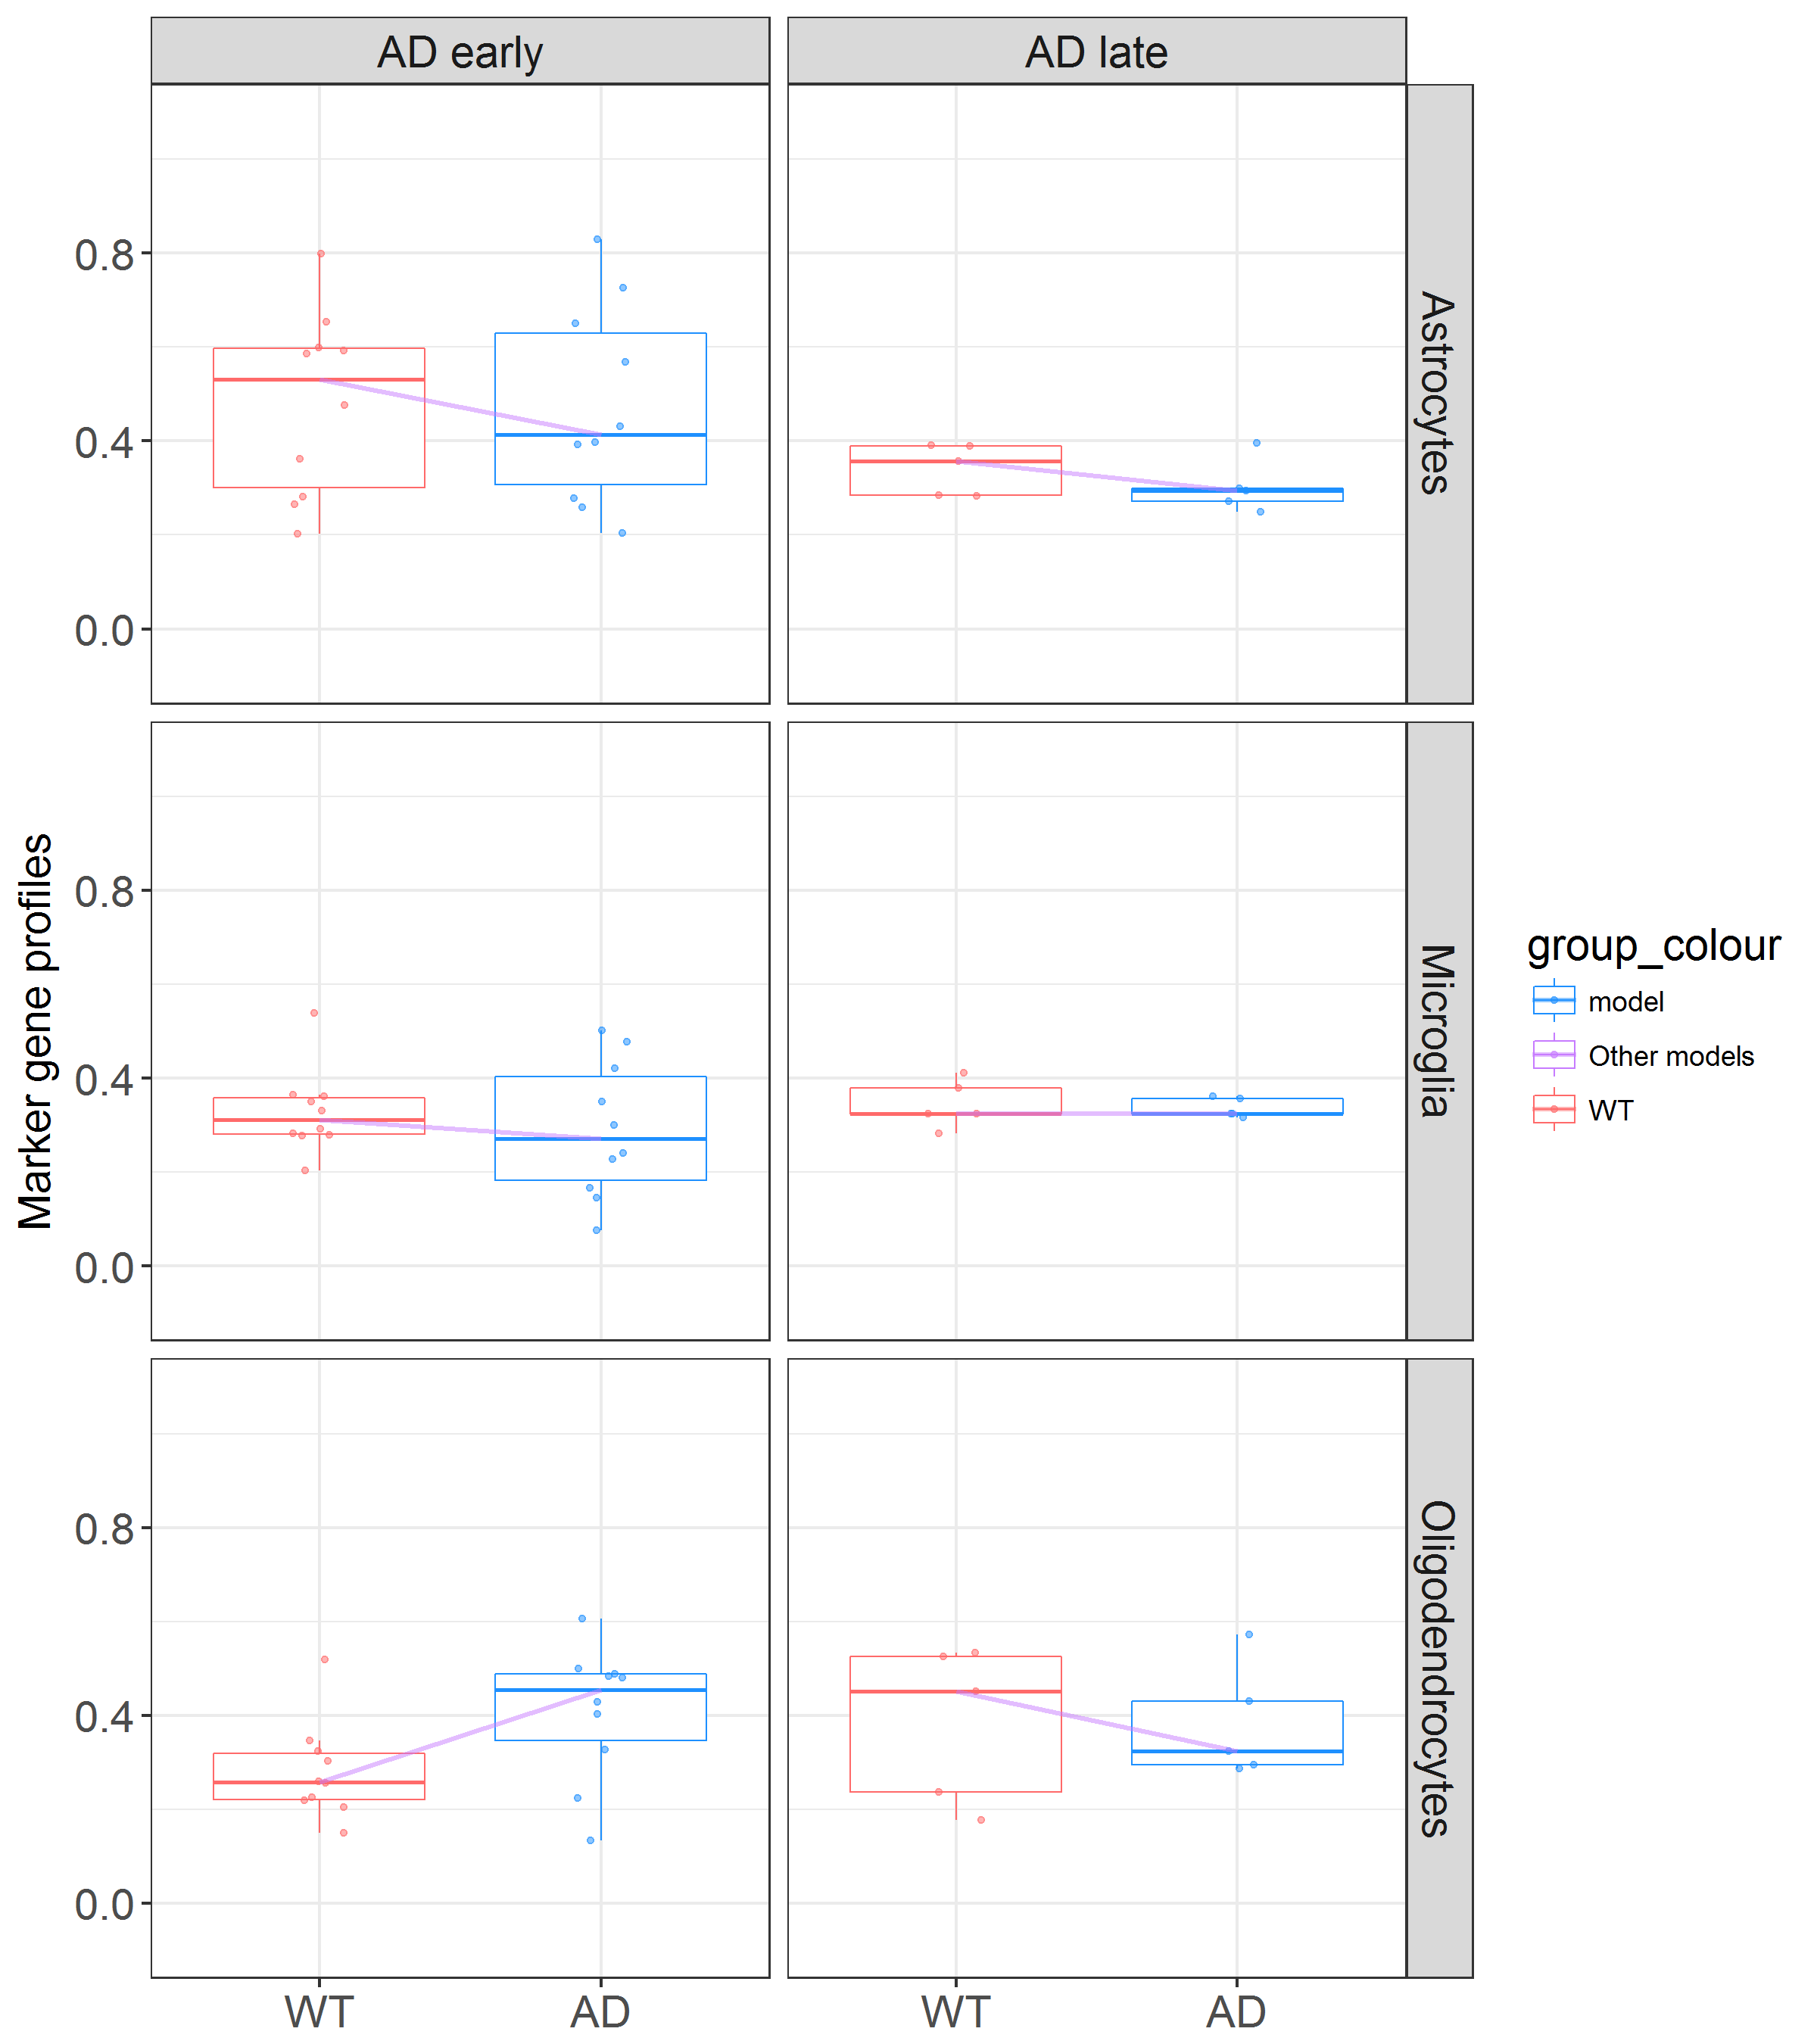 AD early
AD late
Astrocytes
0.8
0.4
0.0
Microglia
0.8
0.4
0.0
Oligodendrocytes
0.8
0.4
0.0
Marker gene profiles
WT
AD
WT
AD
group_colour
model
Other models
WT